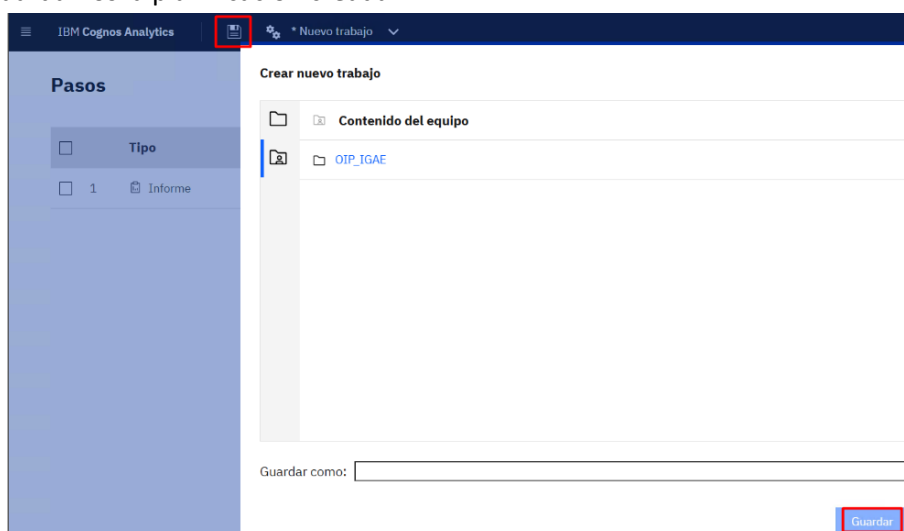 IBM Cognos Analytics
* Nuevo trabajo
Pasos
Tipo
1 Informe
Crear nuevo trabajo
Contenido del equipo
OIP_IGAE
Guardar como:
Guardar